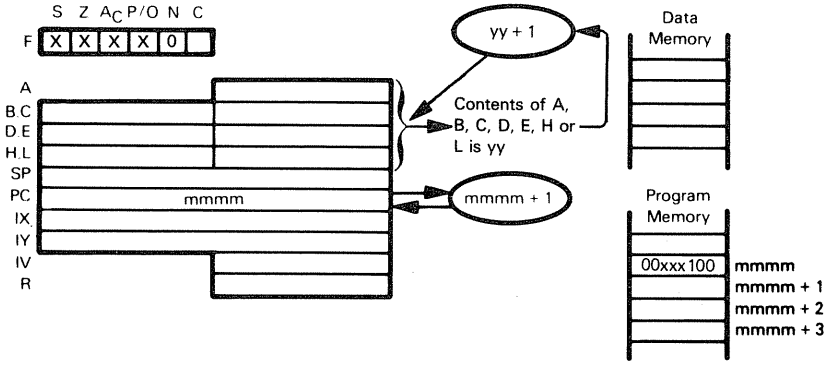 S Z AC P/O N C
F X X X X 0
A
B.C
D.E
H.L
SP
PC mmmm
IX
IY
IV
R
yy + 1
Contents of A,
B, C, D, E, H or
L is yy
mmmm + 1
Data
Memory
Program
Memory
00xxx100 mmmm
mmmm + 1
mmmm + 2
mmmm + 3